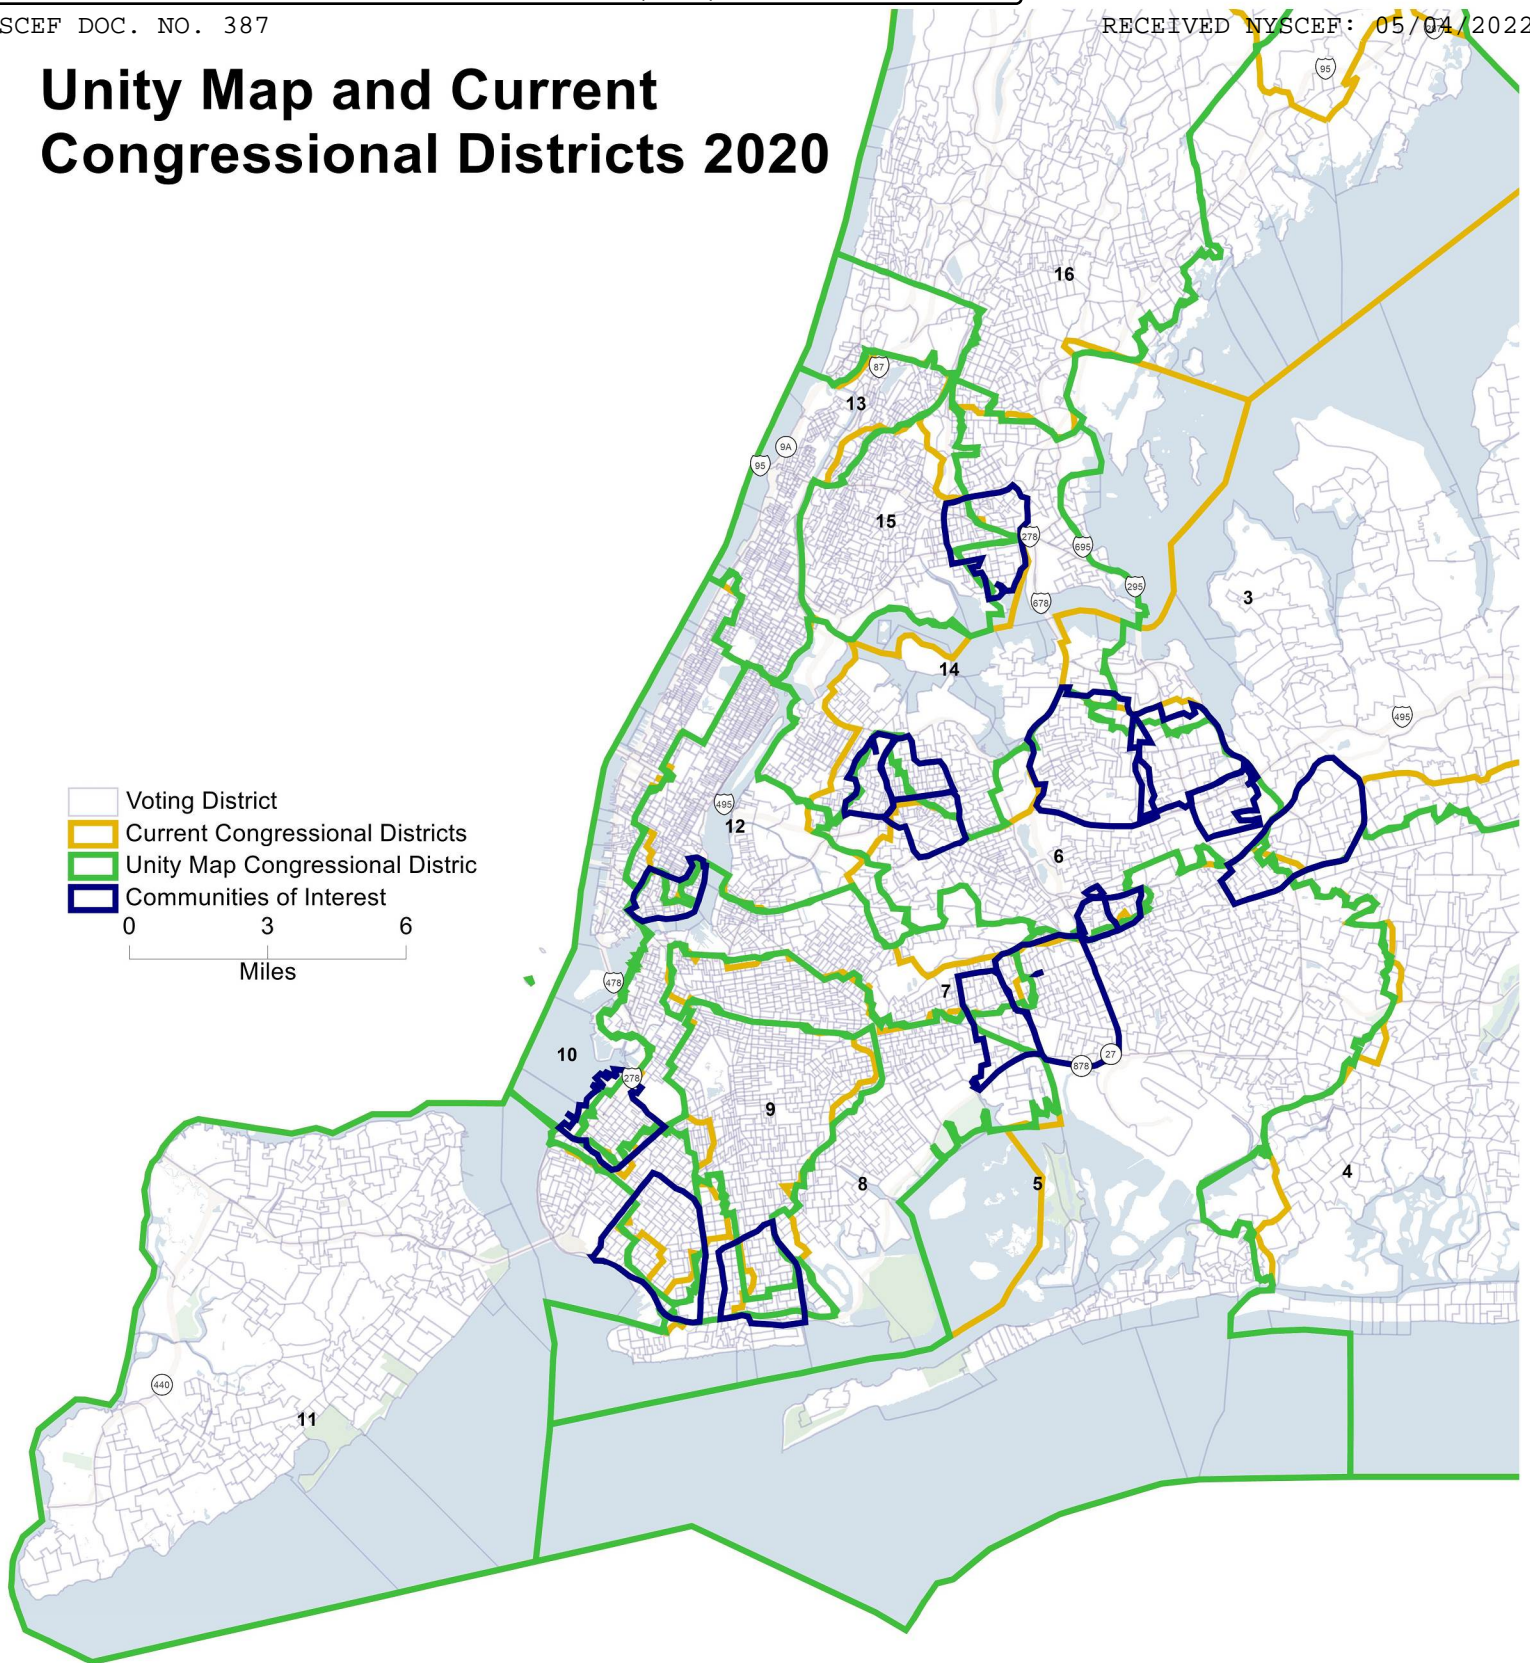 SCEF DOC. NO. 387
RECEIVED NYSCEF: 05/04/2022
Unity Map and Current
Congressional Districts 2020
95
16
87
13
9A
95
15
278
695
295
678
3
14
495
495
12
6
Voting District
Current Congressional Districts
Unity Map Congressional Distric
Communities of Interest
0 3 6
Miles
478
7
10
278
27
878
9
8
5
4
440
11